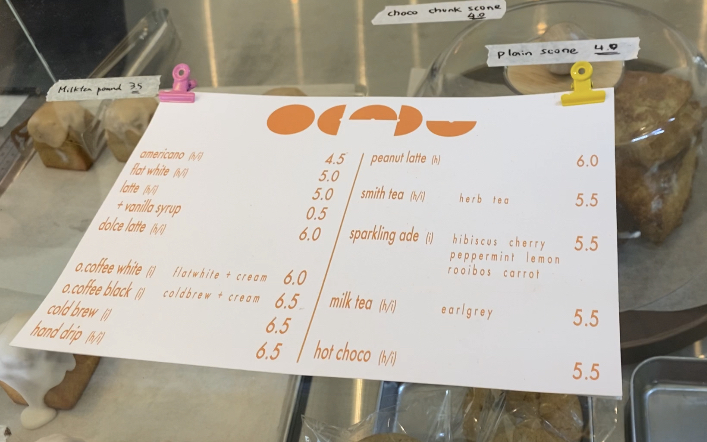 choco chunk scone
4.0
plain scone 4.0
Milktea pound 3.5
americano (h/i) 4.5
flat white (h/i) 5.0
latte (h/i) 5.0
+ vanilla syrup 0.5
dolce latte (h/i) 6.0
o.coffee white (i) flatwhite + cream 6.0
o.coffee black (i) coldbrew + cream 6.5
cold brew (i) 6.5
hand drip (h/i) 6.5
peanut latte (h) 6.0
smith tea (h/i) herb tea 5.5
sparkling ade (i) hibiscus cherry 5.5
peppermint lemon
rooibos carrot
milk tea (h/i) earlgrey 5.5
hot choco (h/i) 5.5